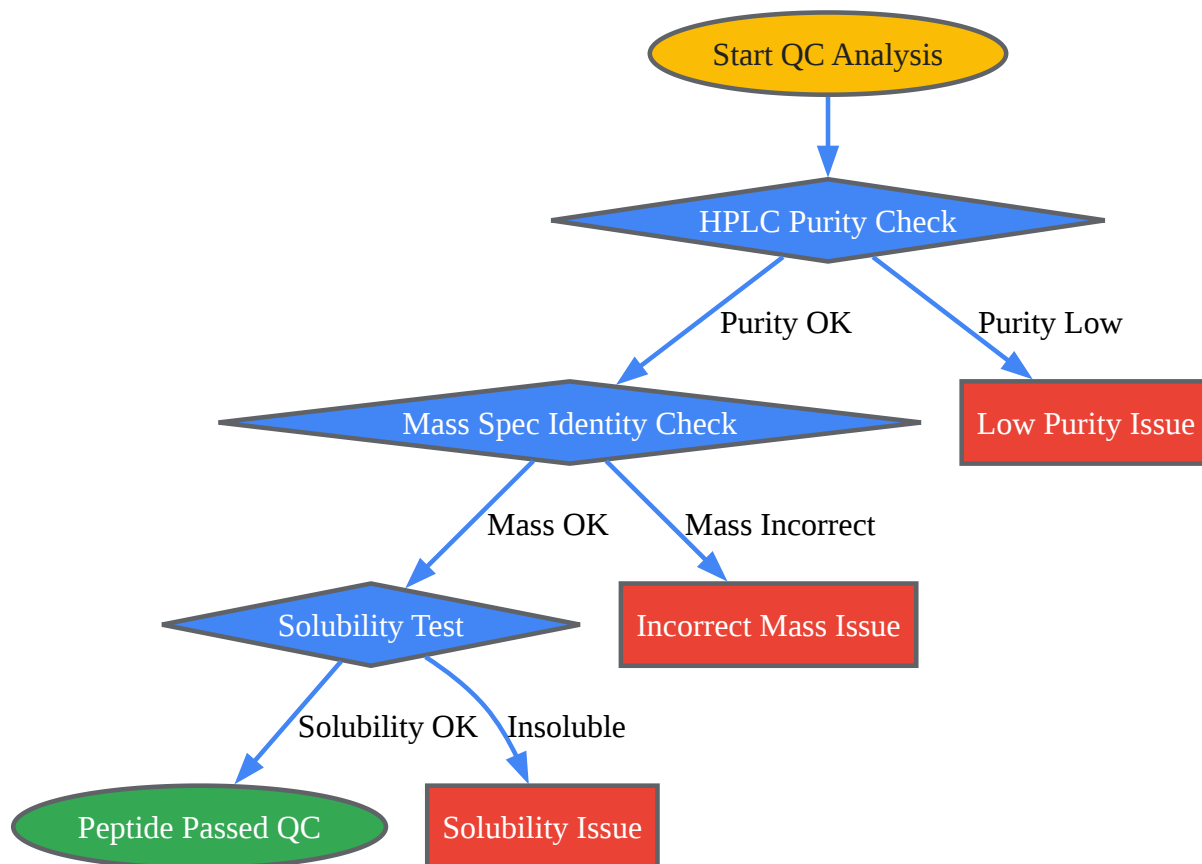 Start QC Analysis
HPLC Purity Check
Purity OK
Purity Low
Mass Spec Identity Check
Low Purity Issue
Mass OK
Mass Incorrect
Solubility Test
Incorrect Mass Issue
Solubility OK
Insoluble
Peptide Passed QC
Solubility Issue